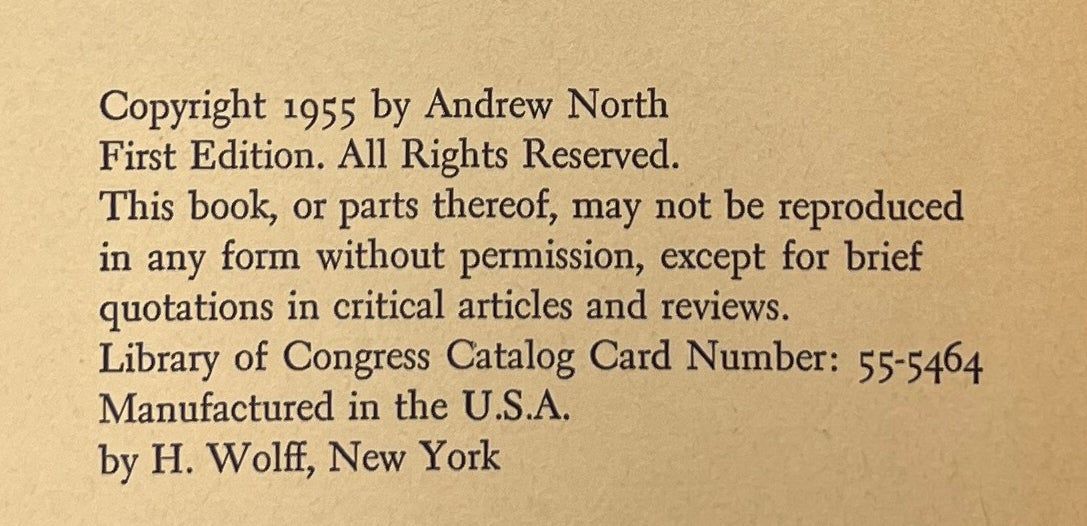 Copyright 1955 by Andrew North
First Edition. All Rights Reserved.
This book, or parts thereof, may not be reproduced
in any form without permission, except for brief
quotations in critical articles and reviews.
Library of Congress Catalog Card Number: 55-5464
Manufactured in the U.S.A.
by H. Wolff, New York